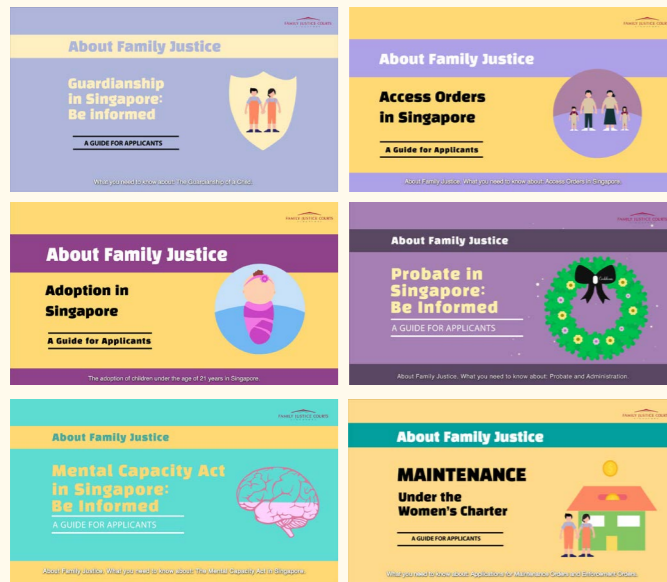 FAMILY JUSTICE COURTS
About Family Justice
Guardianship
in Singapore:
Be informed
A GUIDE FOR APPLICANTS
What you need to know about: The Guardianship of a Child.
FAMILY JUSTICE COURTS
About Family Justice
Access Orders
in Singapore
A Guide for Applicants
About Family Justice. What you need to know about: Access Orders in Singapore.
FAMILY JUSTICE COURTS
About Family Justice
Adoption in
Singapore
A Guide for Applicants
The adoption of children under the age of 21 years in Singapore.
FAMILY JUSTICE COURTS
About Family Justice
Probate in
Singapore:
Be Informed
A GUIDE FOR APPLICANTS
About Family Justice. What you need to know about: Probate and Administration.
FAMILY JUSTICE COURTS
About Family Justice
Mental Capacity Act
in Singapore:
Be Informed
A GUIDE FOR APPLICANTS
About Family Justice. What you need to know about: The Mental Capacity Act in Singapore.
FAMILY JUSTICE COURTS
About Family Justice
MAINTENANCE
Under the
Women's Charter
A GUIDE FOR APPLICANTS
What you need to know about: Applications for Maintenance Orders and Enforcement Orders.